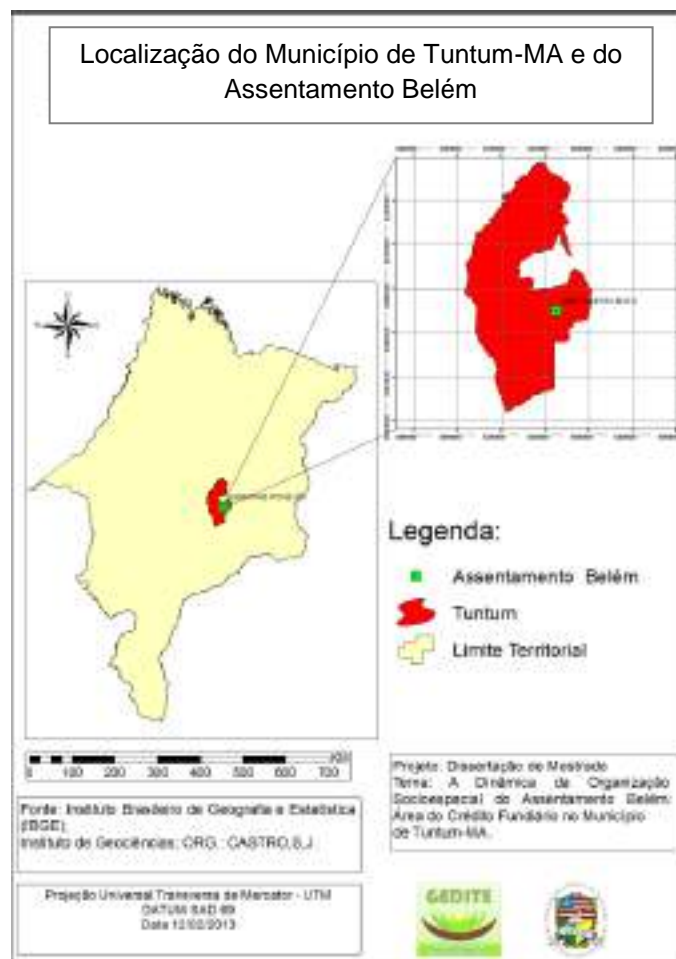 Localização do Município de Tuntum-MA e do
Assentamento Belém
Legenda:
Assentamento Belém
Tuntum
Limite Territorial
0 100 200 300 400 500 600 700
Projeto: Dissertação de Mestrado
Tema: A Dinâmica da Organização
Socioespacial do Assentamento Belém:
Área do Crédito Fundiário no Município
de Tuntum-MA.
Fonte: Instituto Brasileiro de Geografia e Estatística
(IBGE);
Instituto de Geociências; ORG.: CASTRO,S.J
Projeção Universal Transversa de Mercator - UTM
DATUM SAD 69
Data 12/02/2013
GEDITE